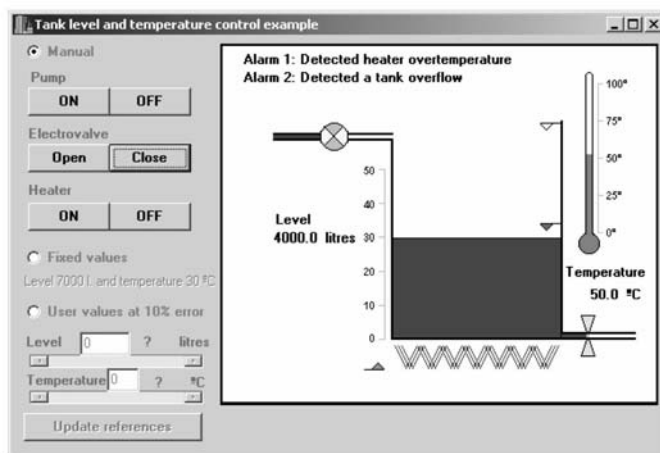 Tank level and temperature control example
Manual
Pump
ON OFF
Electrovalve
Open Close
Heater
ON OFF
Fixed values
Level 7000 l. and temperature 30 ºC
User values at 10% error
Level 0 ? litres
Temperature 0 ? ºC
Update references
Alarm 1: Detected heater overtemperature
Alarm 2: Detected a tank overflow
Level
4000.0 litres
50
40
30
20
10
0
100º
75º
50º
25º
0º
Temperature
50.0 ºC